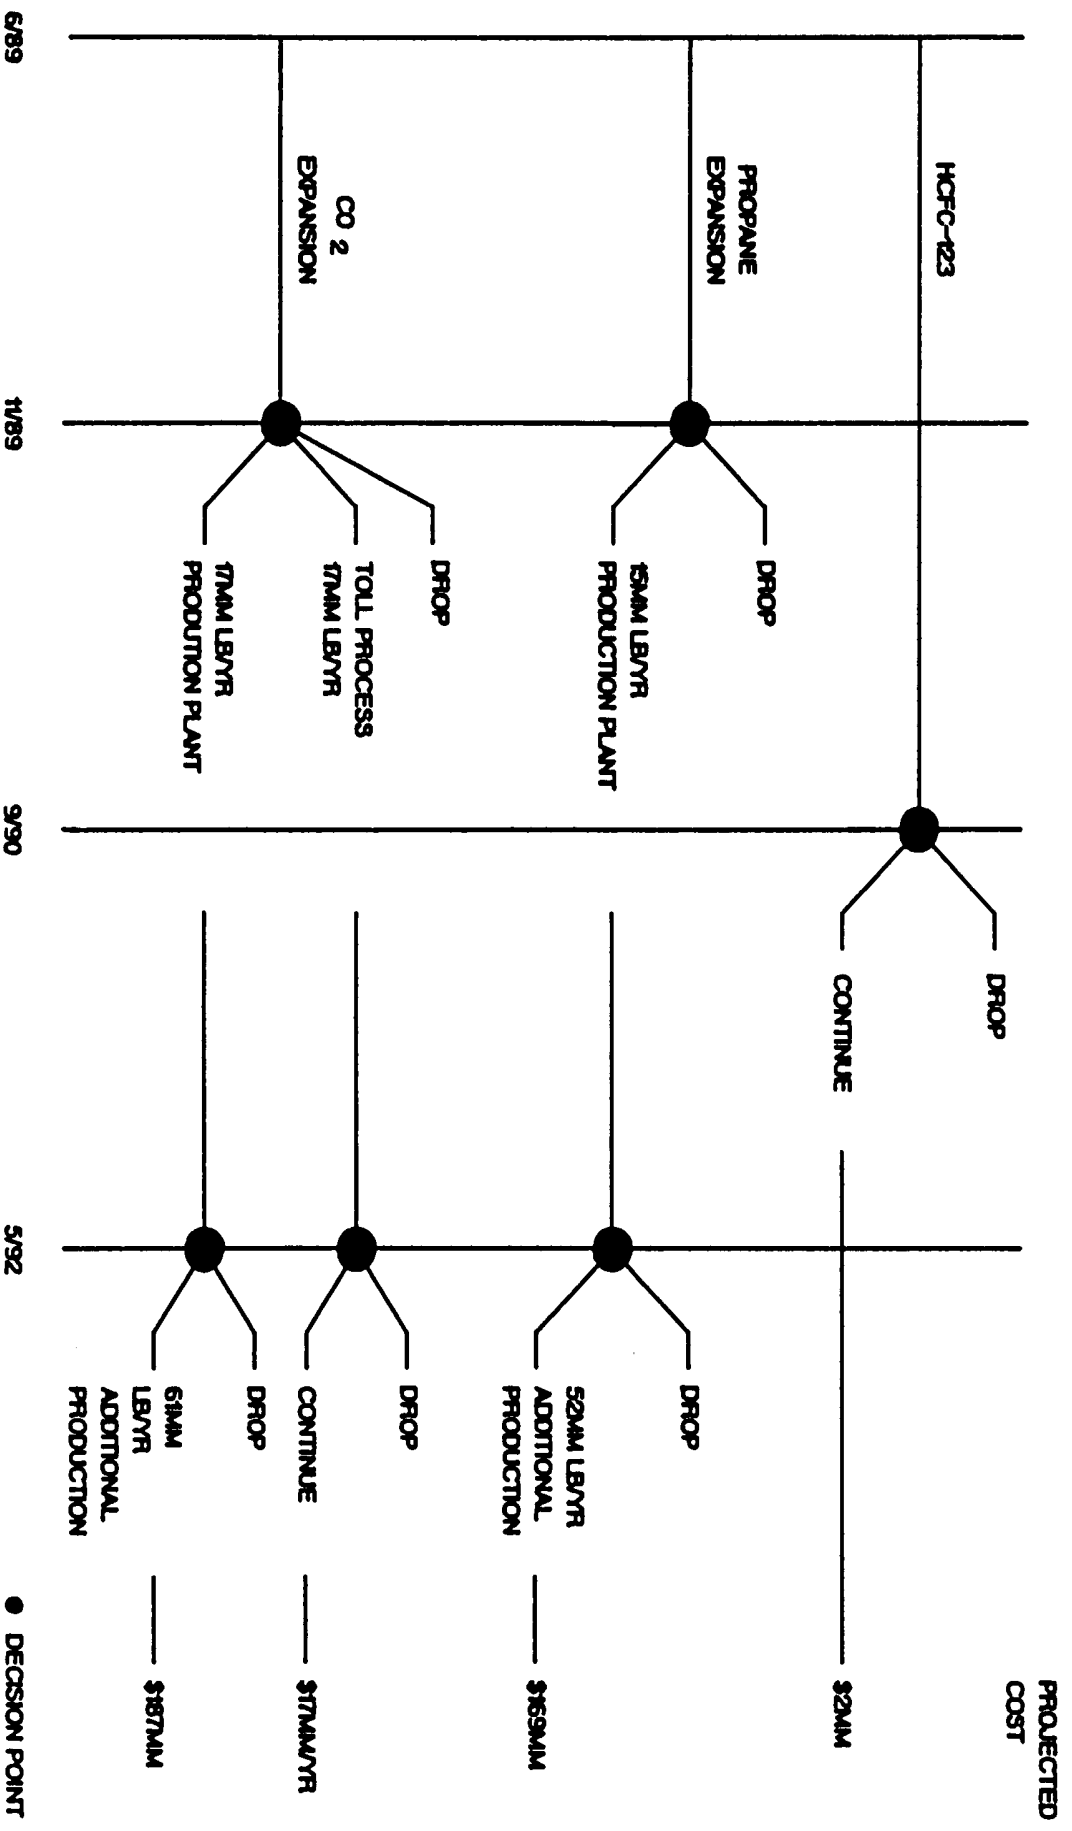 PROJECTED
COST
HCFC-123
DROP
CONTINUE
$2MM
PROPANE
EXPANSION
DROP
15MM LB/YR
PRODUCTION PLANT
DROP
52MM LB/YR
ADDITIONAL
PRODUCTION
$169MM
CO 2
EXPANSION
DROP
TOLL PROCESS
17MM LB/YR
17MM LB/YR
PRODUTION PLANT
DROP
CONTINUE
$17MM/YR
DROP
61MM
LB/YR
ADDITIONAL
PRODUCTION
$187MM
6/89
11/89
9/90
5/92
● DECISION POINT